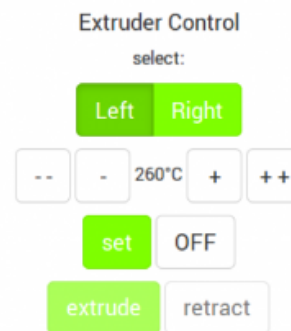 Extruder Control
select:
Left Right
-- - 260°C + ++
set OFF
extrude retract